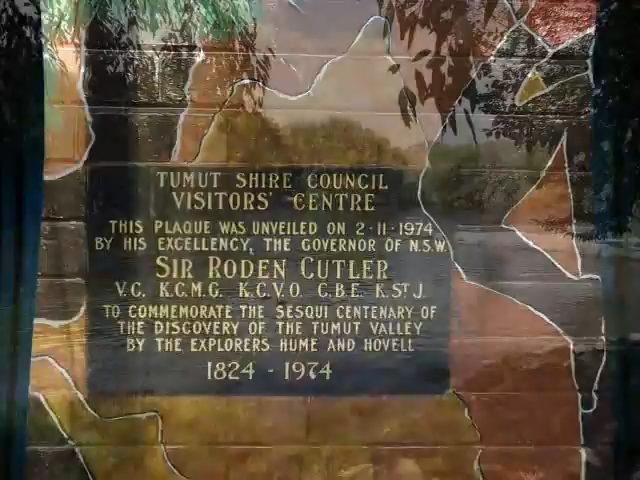 TUMUT SHIRE COUNCIL
VISITORS' CENTRE
THIS PLAQUE WAS UNVEILED ON 2-11-1974
BY HIS EXCELLENCY, THE GOVERNOR OF N.S.W.
SIR RODEN CUTLER
V.C. K.C.M.G. K.C.V.O. C.B.E. K.ST J.
TO COMMEMORATE THE SESQUI CENTENARY OF
THE DISCOVERY OF THE TUMUT VALLEY
BY THE EXPLORERS HUME AND HOVELL
1824 - 1974